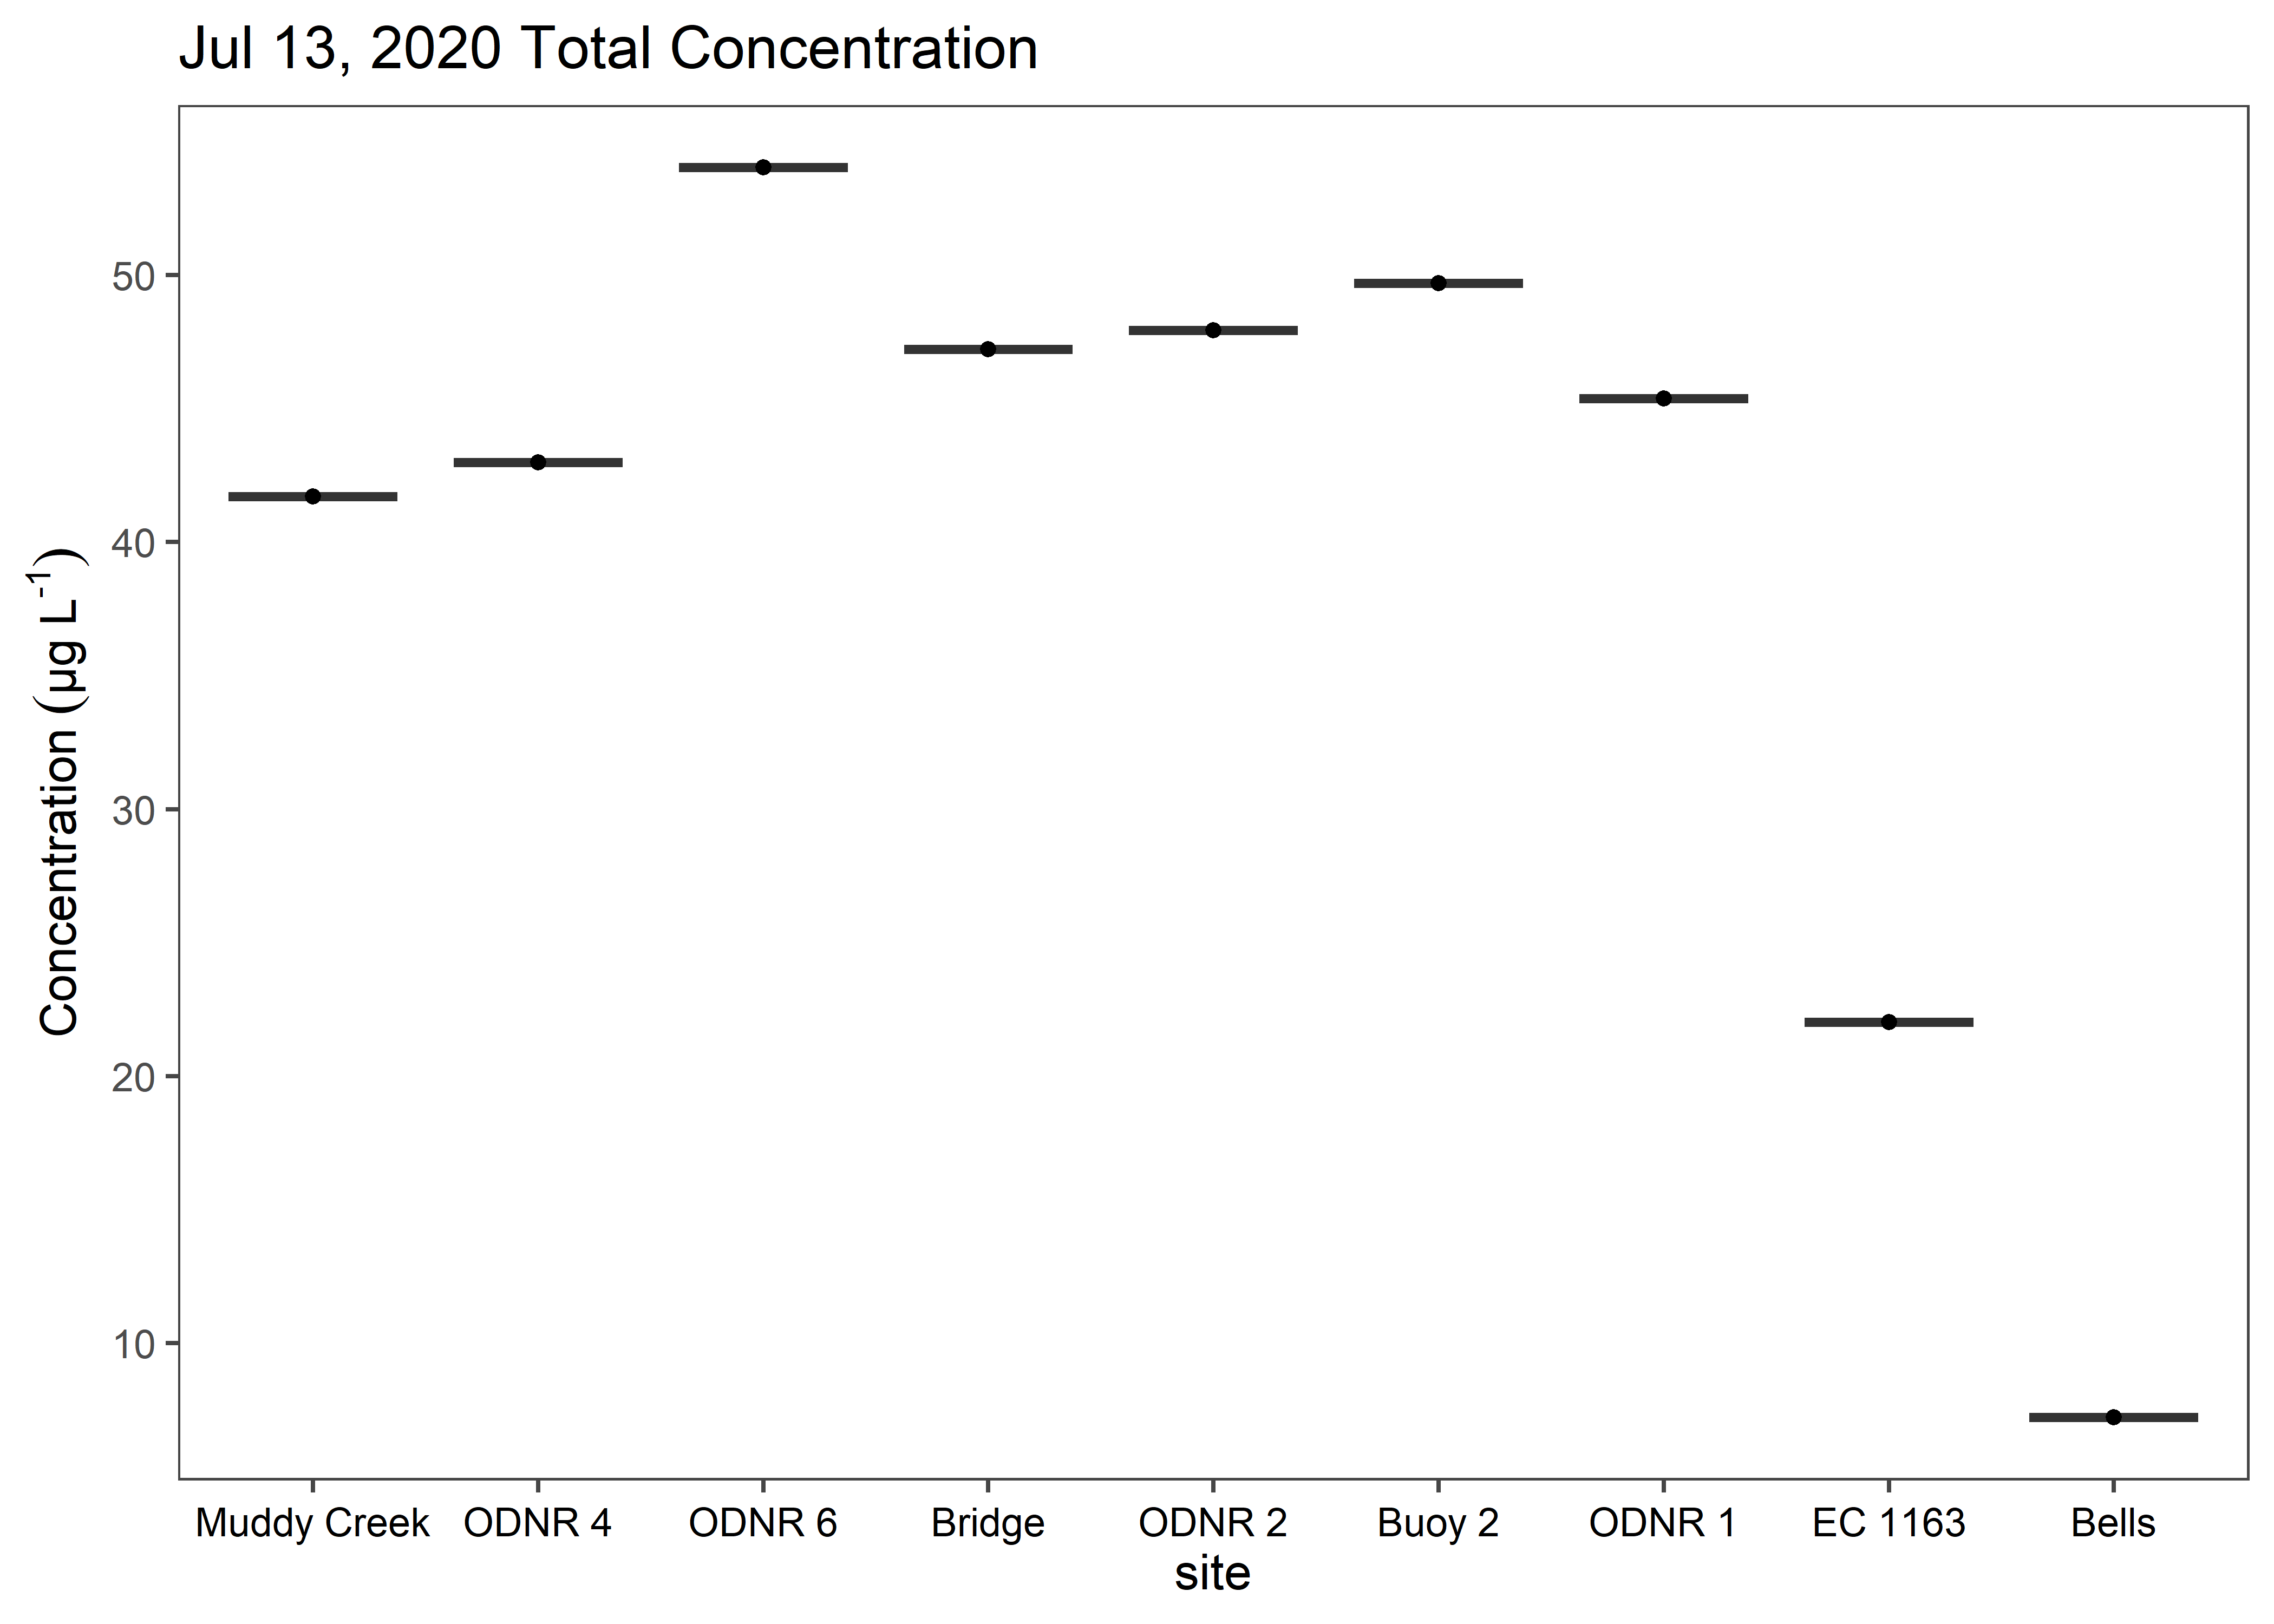 Jul 13, 2020 Total Concentration
Concentration (µg L⁻¹)
50
40
30
20
10
Muddy Creek ODNR 4 ODNR 6 Bridge ODNR 2 Buoy 2 ODNR 1 EC 1163 Bells
site